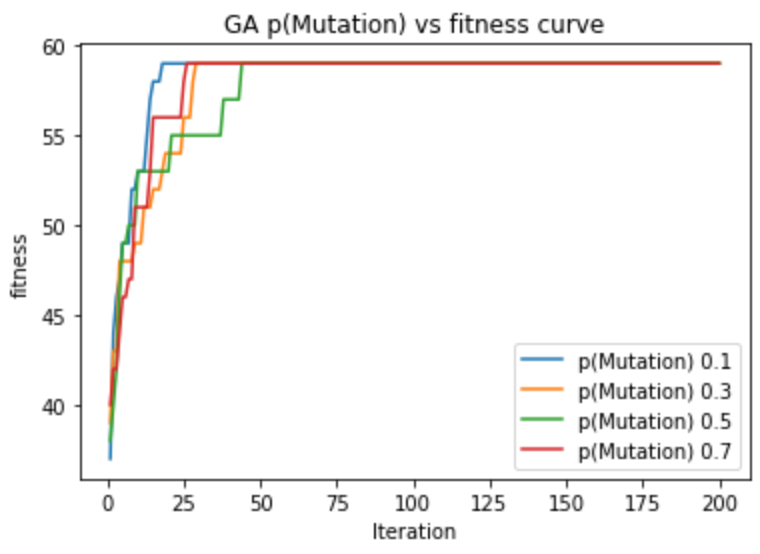 GA p(Mutation) vs fitness curve
60
55
50
45
40
fitness
0 25 50 75 100 125 150 175 200
Iteration
p(Mutation) 0.1
p(Mutation) 0.3
p(Mutation) 0.5
p(Mutation) 0.7